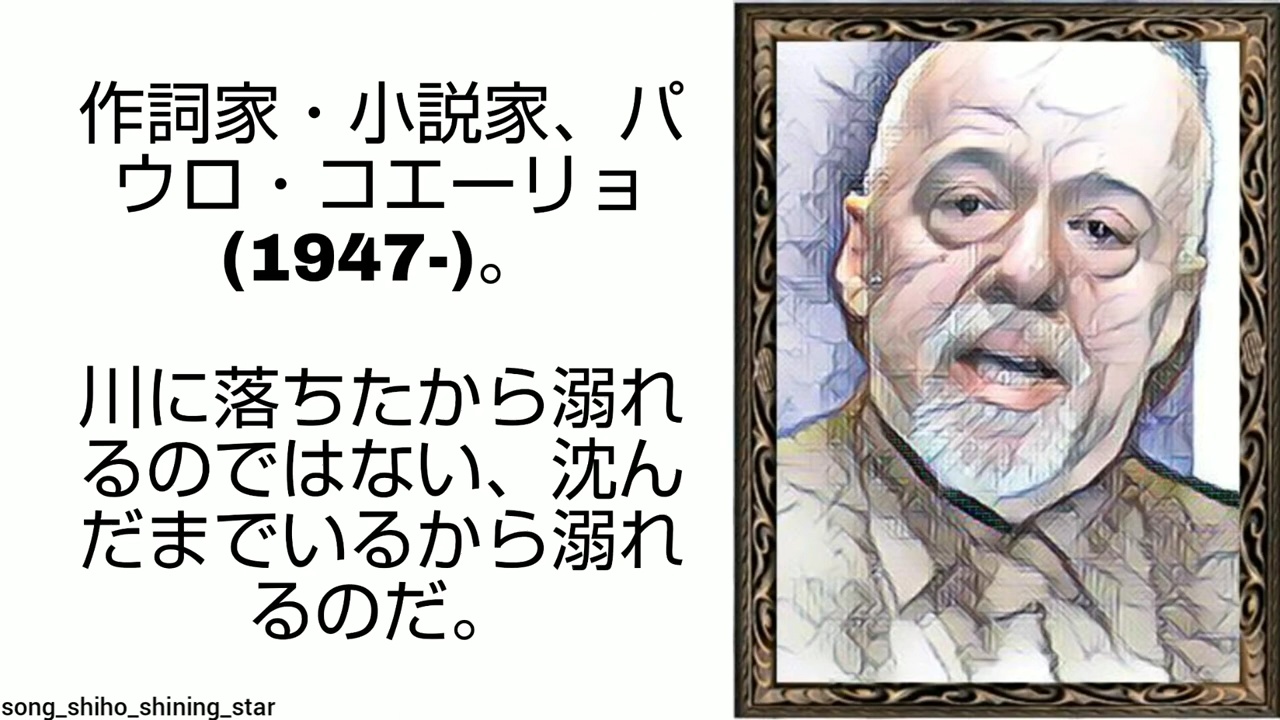 作詞家・小説家、パ
ウロ・コエーリョ
(1947-)。
川に落ちたから溺れ
るのではない、沈ん
だまでいるから溺れ
るのだ。
song_shiho_shining_star